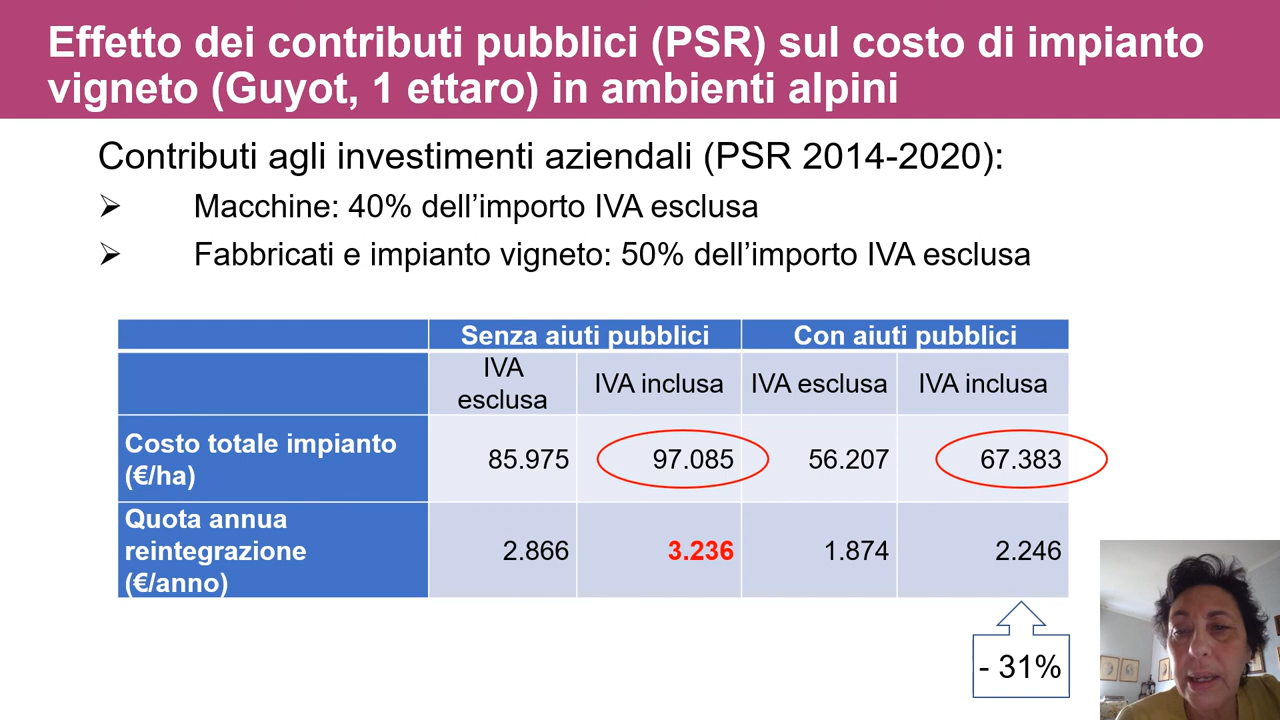 Effetto dei contributi pubblici (PSR) sul costo di impianto
vigneto (Guyot, 1 ettaro) in ambienti alpini
Contributi agli investimenti aziendali (PSR 2014-2020):
➢ Macchine: 40% dell’importo IVA esclusa
➢ Fabbricati e impianto vigneto: 50% dell’importo IVA esclusa
Senza aiuti pubblici Con aiuti pubblici
IVA
esclusa
IVA inclusa IVA esclusa IVA inclusa
Costo totale impianto
(€/ha)
85.975 97.085 56.207 67.383
Quota annua
reintegrazione
(€/anno)
2.866 3.236 1.874 2.246
- 31%